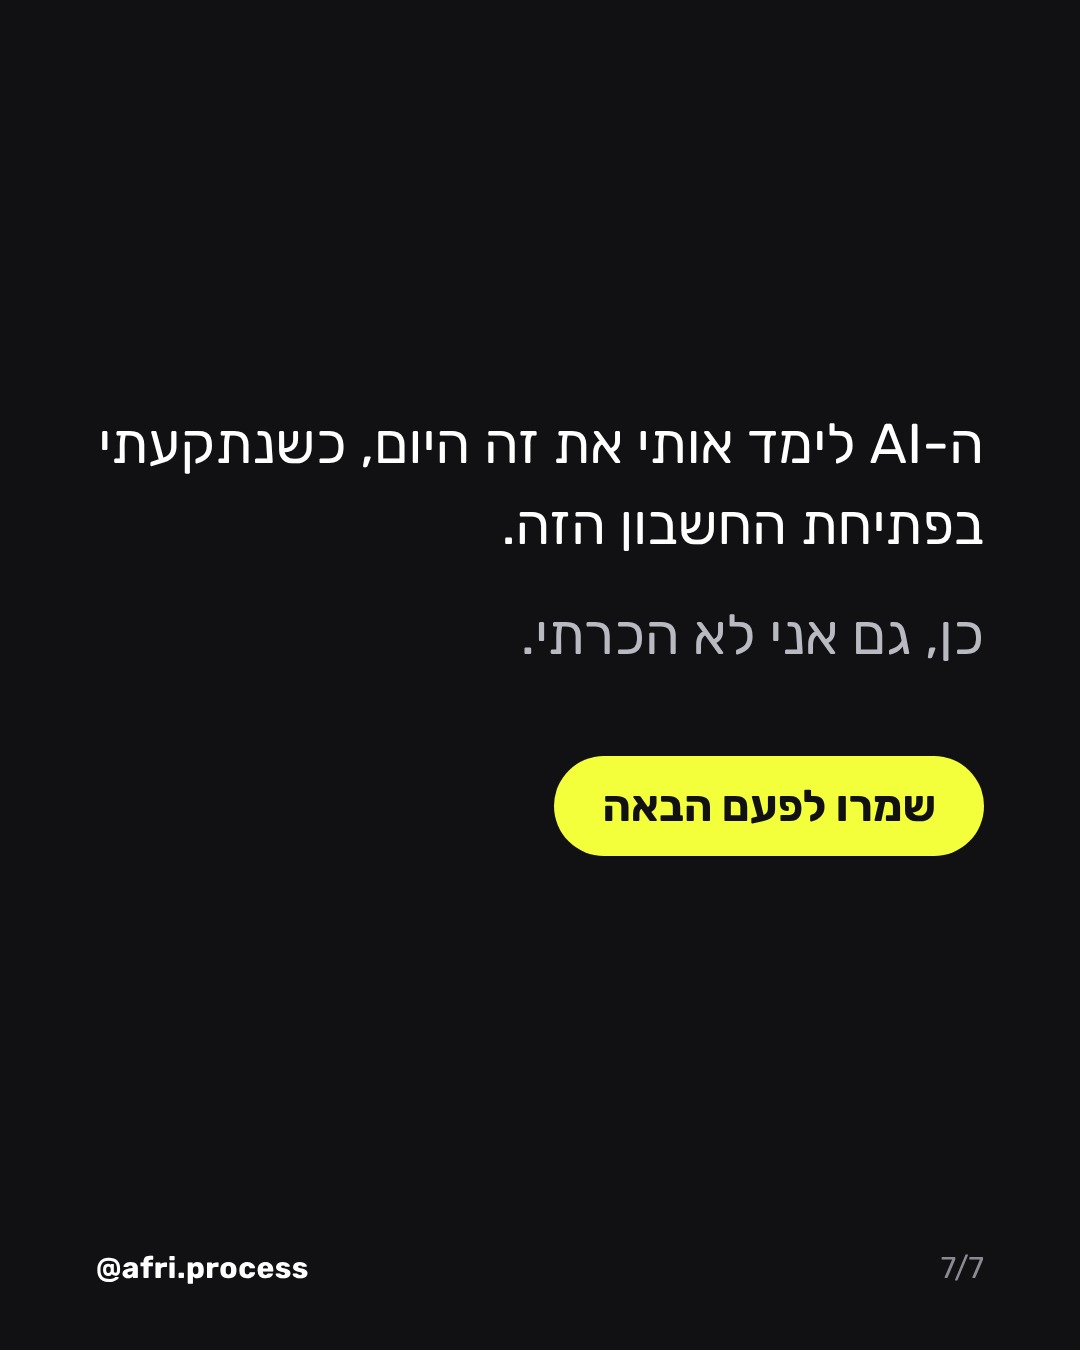 ה-AI לימד אותי את זה היום, כשנתקעתי
בפתיחת החשבון הזה.
כן, גם אני לא הכרתי.
שמרו לפעם הבאה
@afri.process
7/7